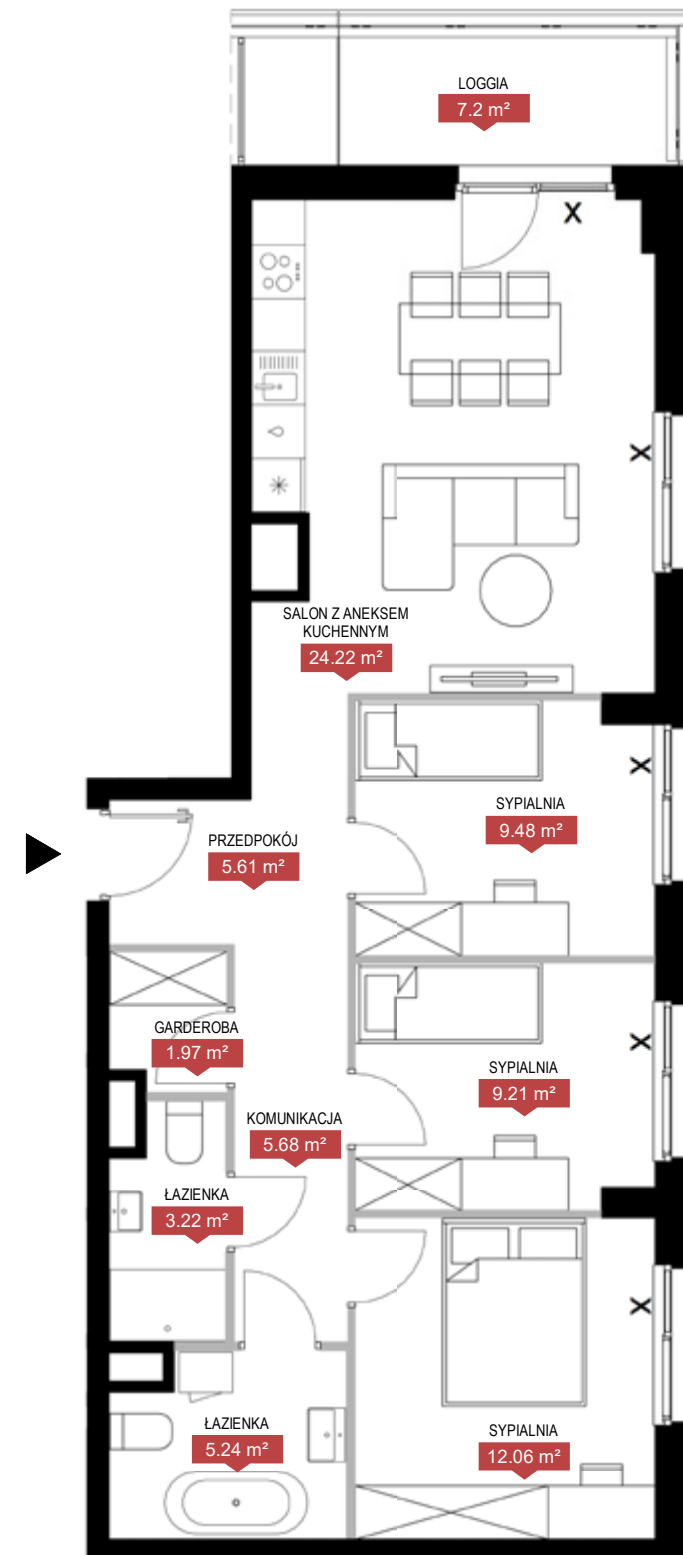 LOGGIA
7.2 m²
X
X
SALON Z ANEKSEM
KUCHENNYM
24.22 m²
X
SYPIALNIA
9.48 m²
PRZEDPOKÓJ
5.61 m²
GARDEROBA
1.97 m²
X
SYPIALNIA
9.21 m²
KOMUNIKACJA
5.68 m²
ŁAZIENKA
3.22 m²
X
ŁAZIENKA
5.24 m²
SYPIALNIA
12.06 m²